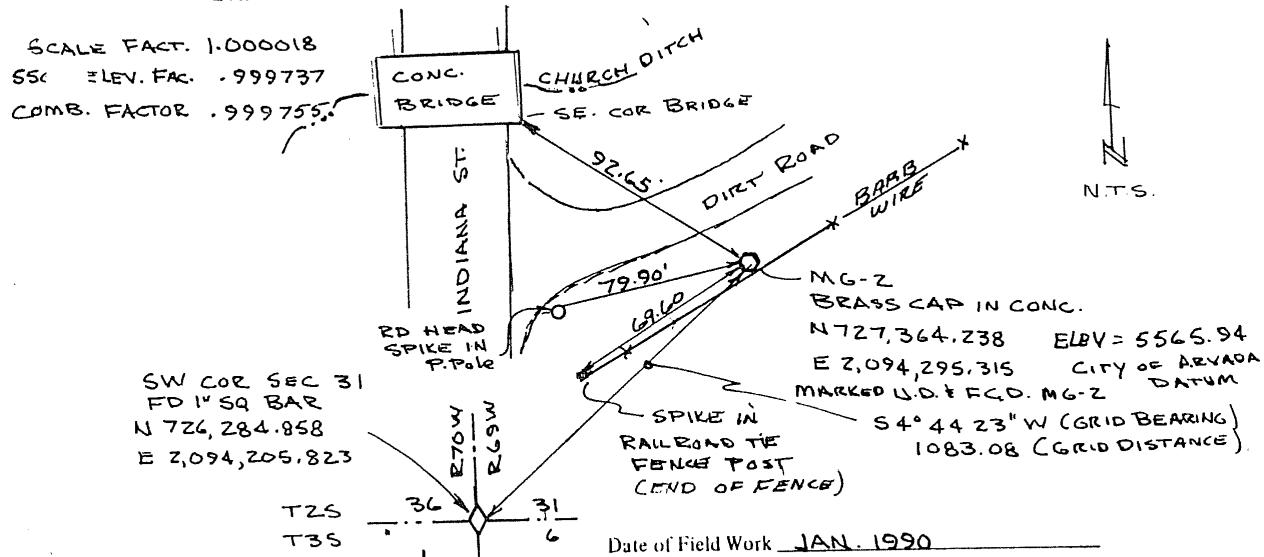 SCALE FACT. 1.000018
ELEV. FAC. .999737
COMB. FACTOR .999755
CONC.
BRIDGE
CHURCH DITCH
SE. COR BRIDGE
92.65'
DIRT ROAD
BARB
WIRE
N
N.T.S.
INDIANA ST.
79.90'
69.60
RD HEAD
SPIKE IN
P.Pole
MG-2
BRASS CAP IN CONC.
N 727,364.238
E 2,094,295.315
MARKED U.D. & F.C.D. MG-2
ELEV = 5565.94
CITY OF ARVADA
DATUM
S 4° 44 23" W (GRID BEARING)
1083.08 (GRID DISTANCE)
SW COR SEC 31
FD 1" SQ BAR
N 726,284.858
E 2,094,205.823
SPIKE IN
RAILROAD TIE
FENCE POST
(END OF FENCE)
R70W
R69W
T2S
36
31
T3S
6
Date of Field Work JAN. 1990